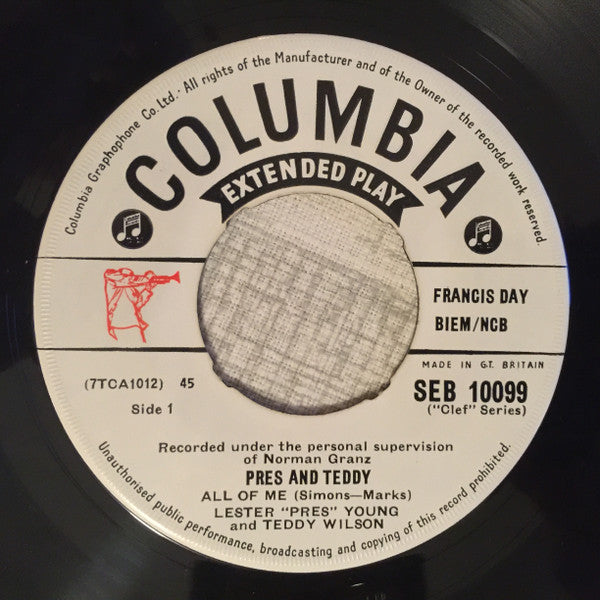 Columbia Graphophone Co. Ltd.· All rights of the Manufacturer and of the Owner of the recorded work reserved.
COLUMBIA
EXTENDED PLAY
FRANCIS DAY
BIEM/NCB
MADE IN GT. BRITAIN
(7TCA1012) 45
SEB 10099
Side 1
("Clef" Series)
Recorded under the personal supervision
of Norman Granz
PRES AND TEDDY
ALL OF ME (Simons—Marks)
LESTER "PRES" YOUNG
and TEDDY WILSON
Unauthorised public performance, broadcasting and copying of this record prohibited.